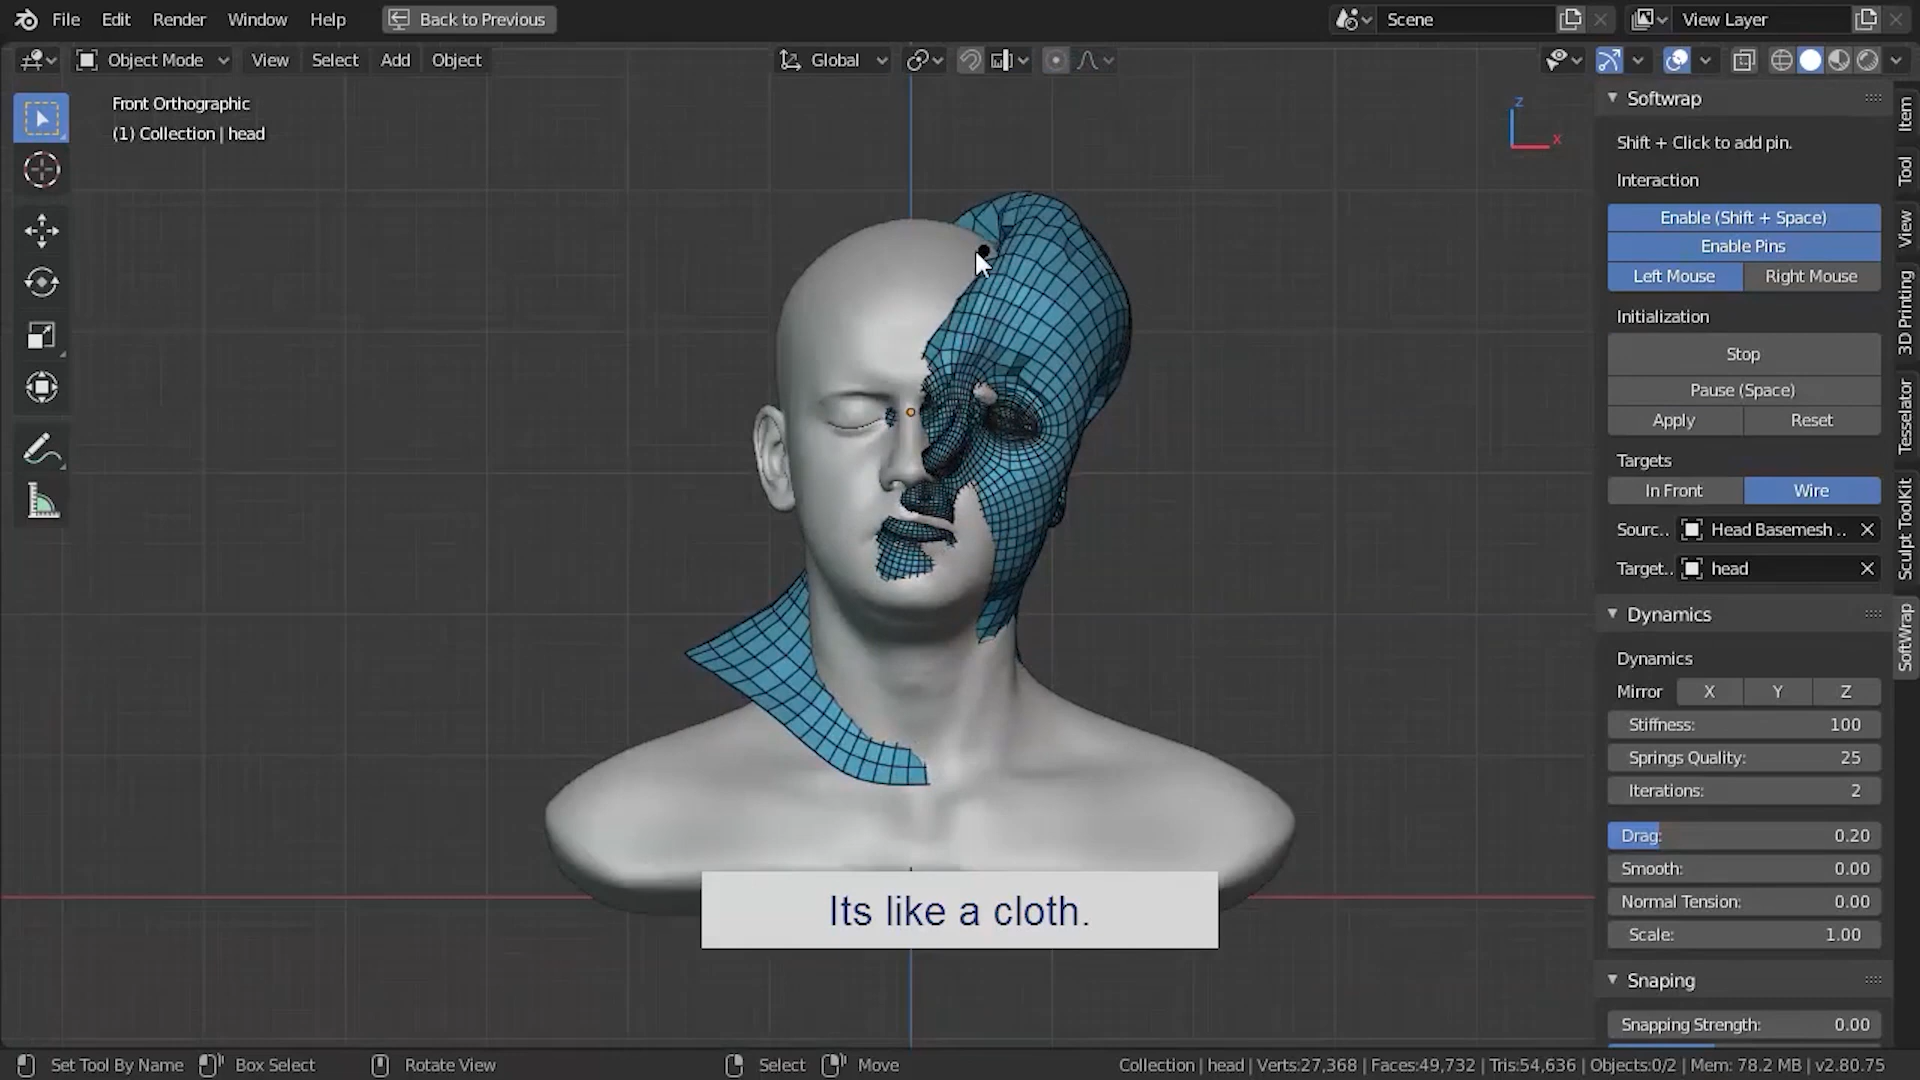 File Edit Render Window Help Back to Previous Scene View Layer
Object Mode View Select Add Object Global
Front Orthographic
(1) Collection | head
Z
X
Softwrap
Shift + Click to add pin.
Interaction
Enable (Shift + Space)
Enable Pins
Left Mouse Right Mouse
Initialization
Stop
Pause (Space)
Apply Reset
Targets
In Front Wire
Sourc.. Head Basemesh ..
Target.. head
Dynamics
Dynamics
Mirror X Y Z
Stiffness: 100
Springs Quality: 25
Iterations: 2
Drag: 0.20
Smooth: 0.00
Normal Tension: 0.00
Scale: 1.00
Snaping
Snapping Strength: 0.00
Item
Tool
View
3D Printing
Tesselator
Sculpt ToolKit
SoftWrap
Its like a cloth.
Set Tool By Name Box Select Rotate View Select Move Collection | head | Verts:27,368 | Faces:49,732 | Tris:54,636 | Objects:0/2 | Mem: 78.2 MB | v2.80.75